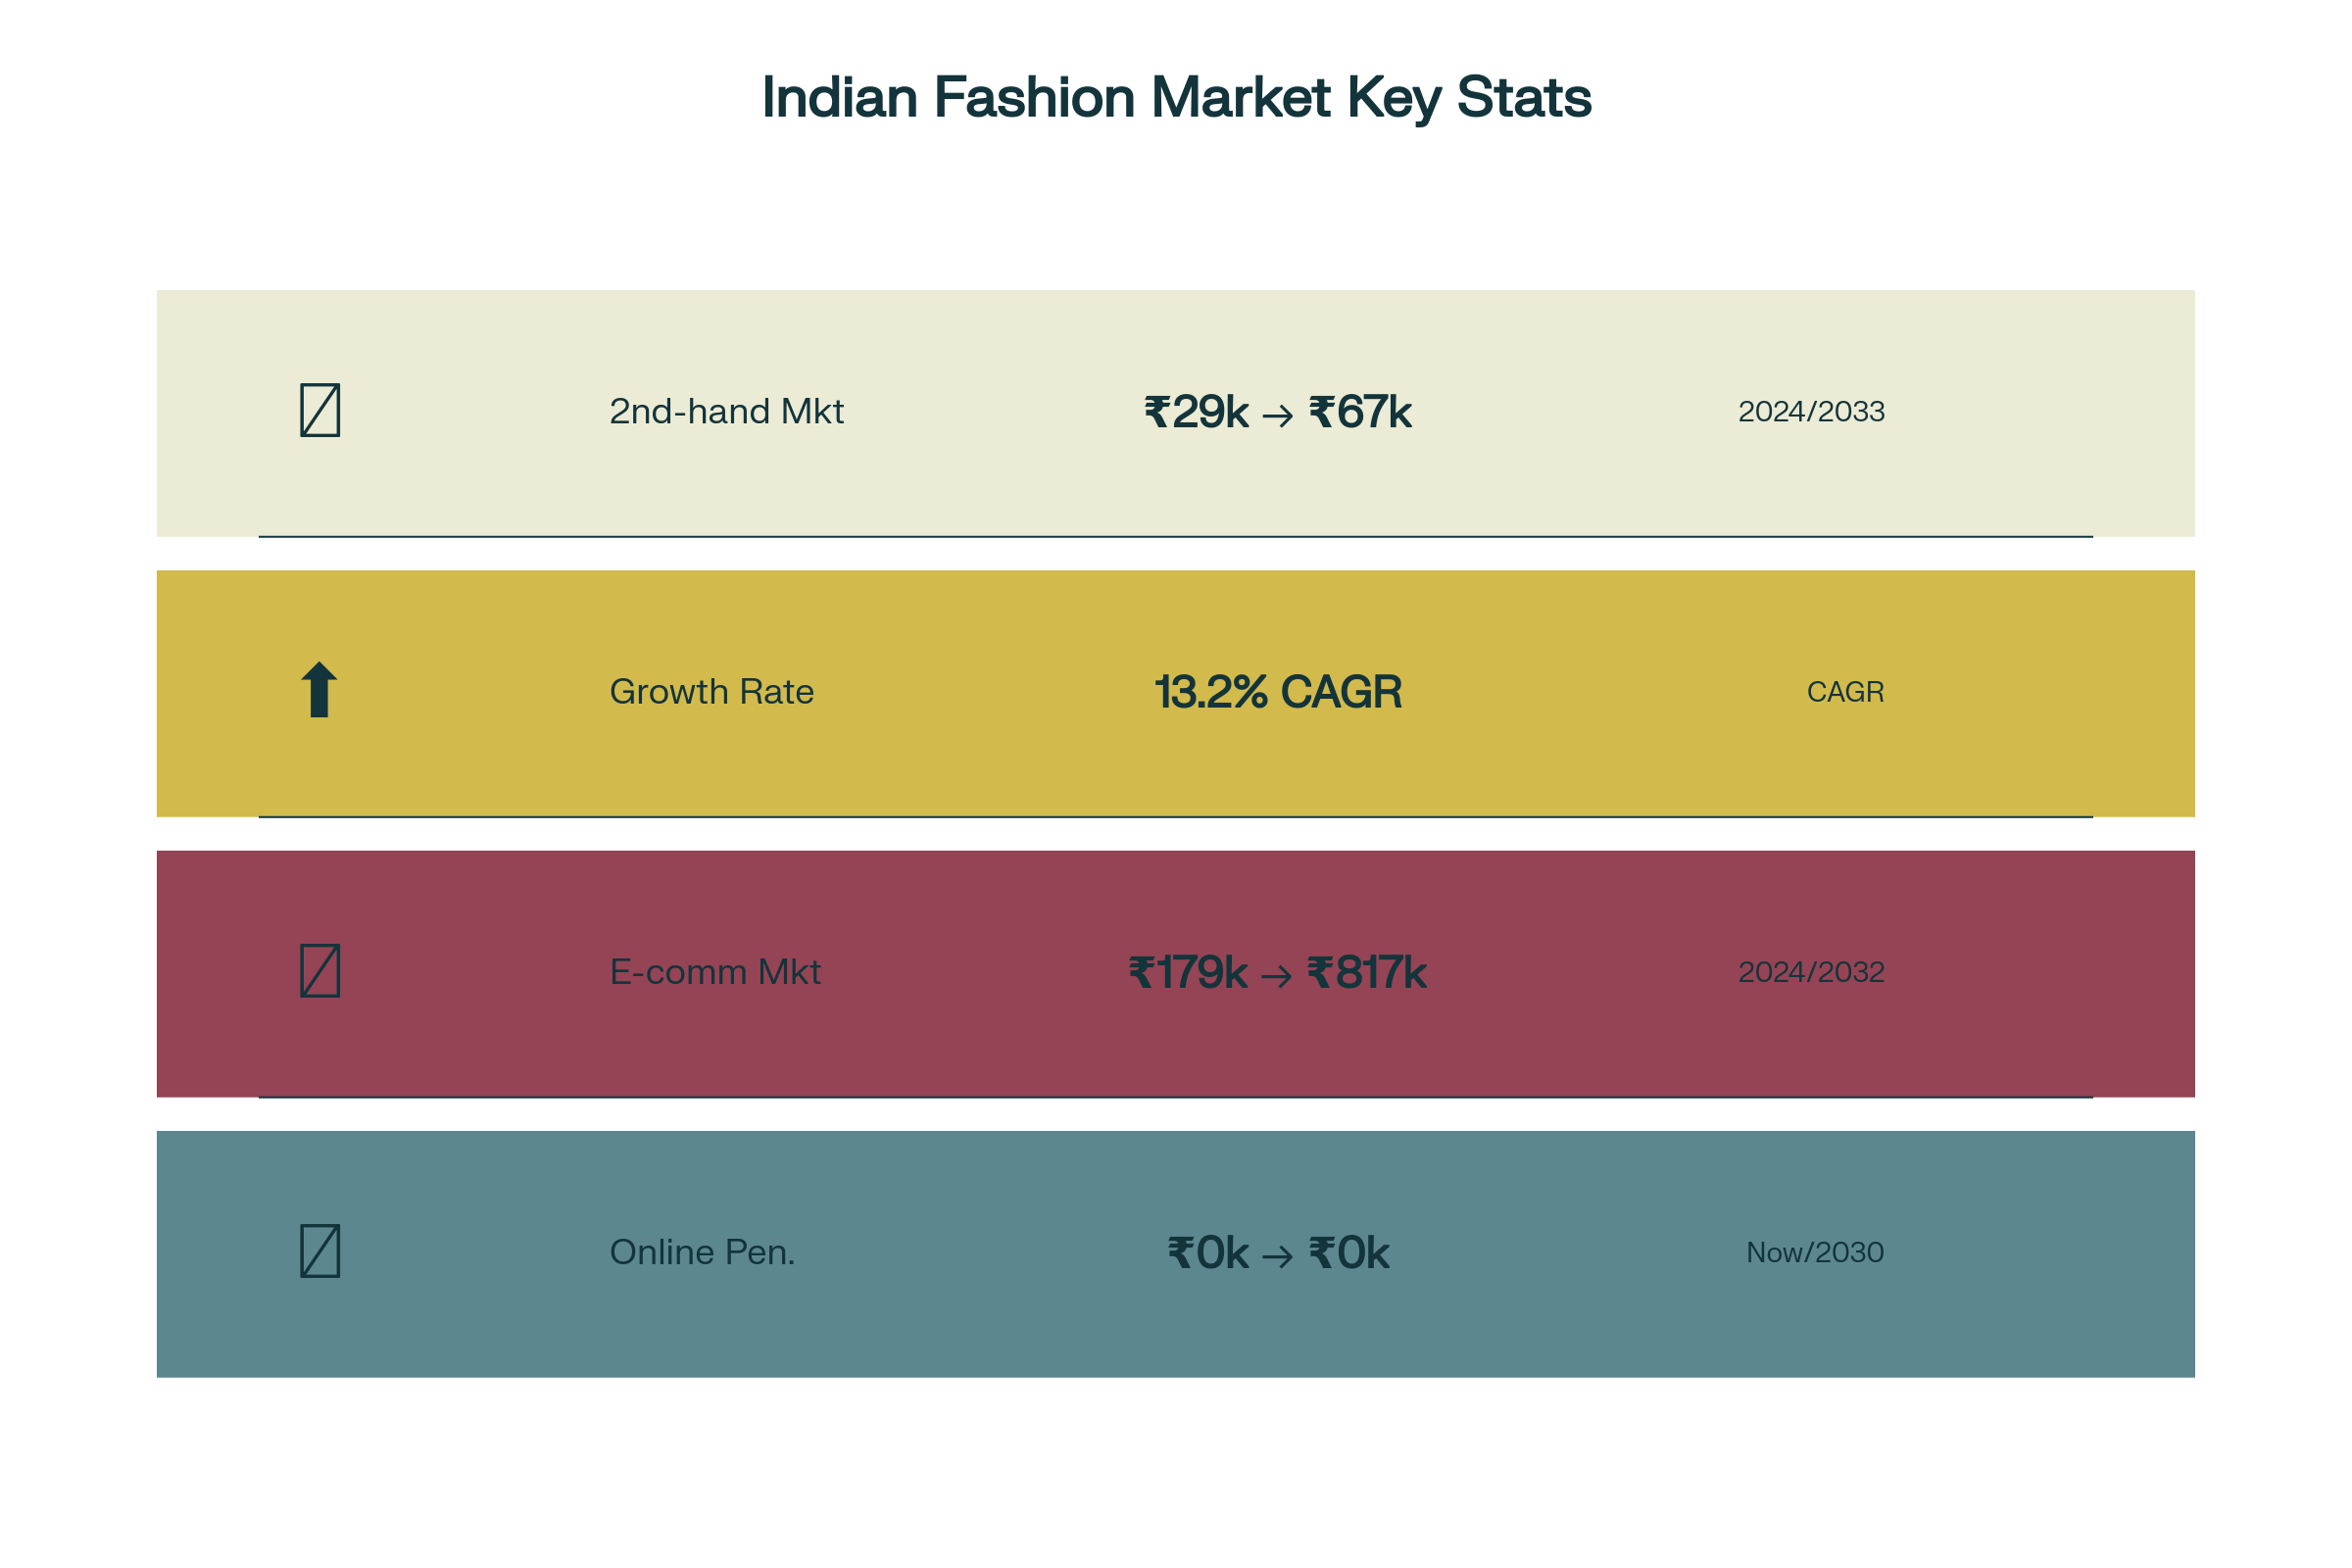 Indian Fashion Market Key Stats
2nd-hand Mkt ₹29k → ₹67k 2024/2033
⬆ Growth Rate 13.2% CAGR CAGR
E-comm Mkt ₹179k → ₹817k 2024/2032
Online Pen. ₹0k → ₹0k Now/2030